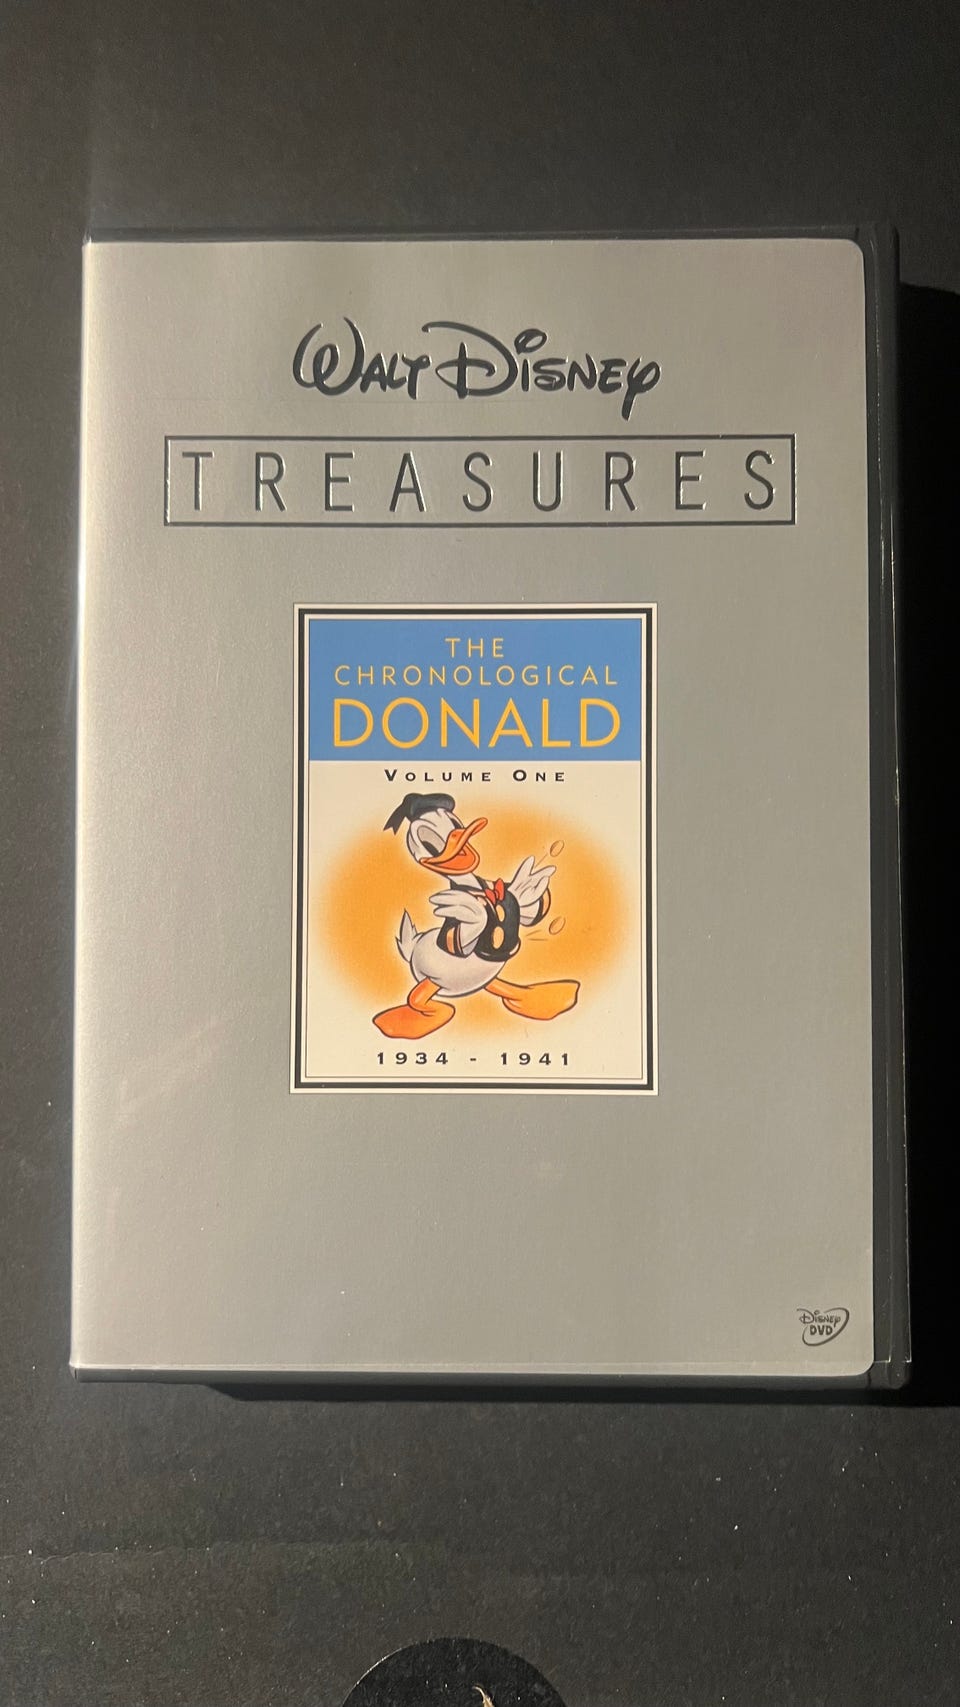 WALT DISNEY
TREASURES
THE
CHRONOLOGICAL
DONALD
VOLUME ONE
1934 - 1941
DISNEY
DVD